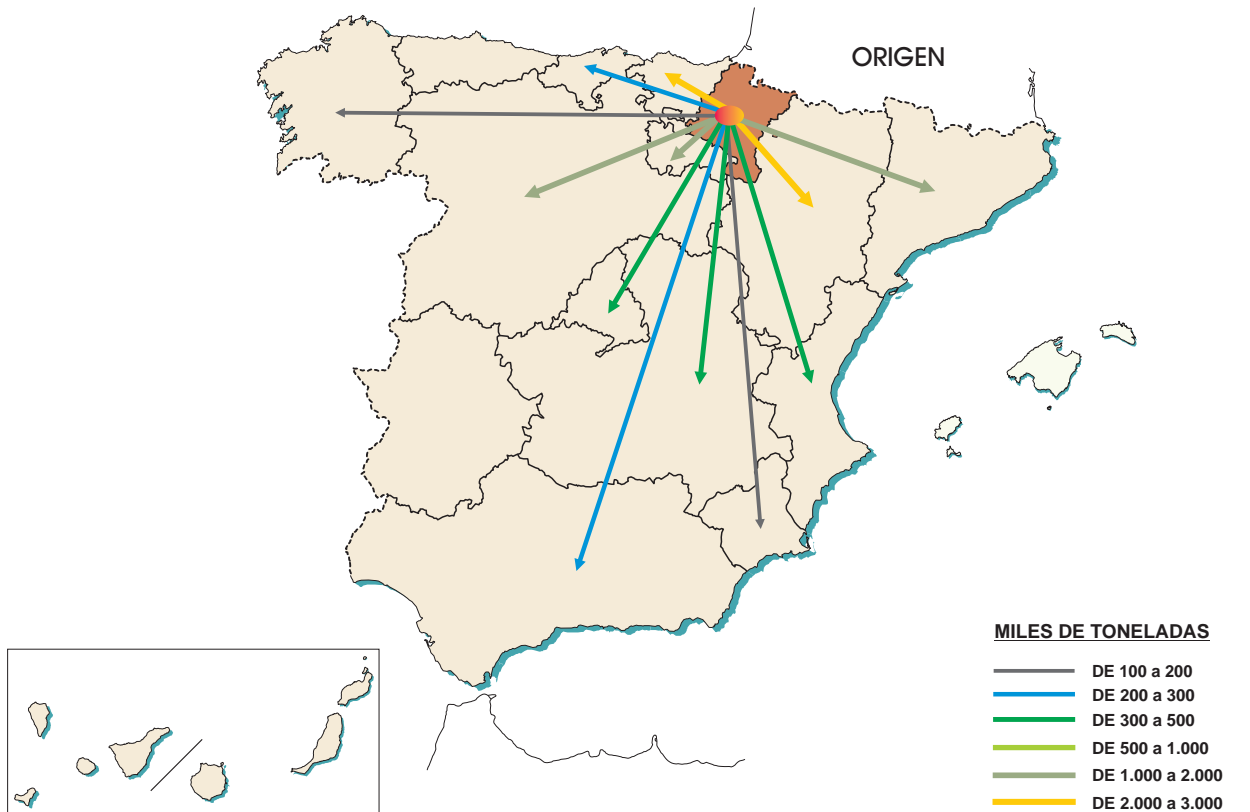 ORIGEN
MILES DE TONELADAS
DE 100 a 200
DE 200 a 300
DE 300 a 500
DE 500 a 1.000
DE 1.000 a 2.000
DE 2.000 a 3.000